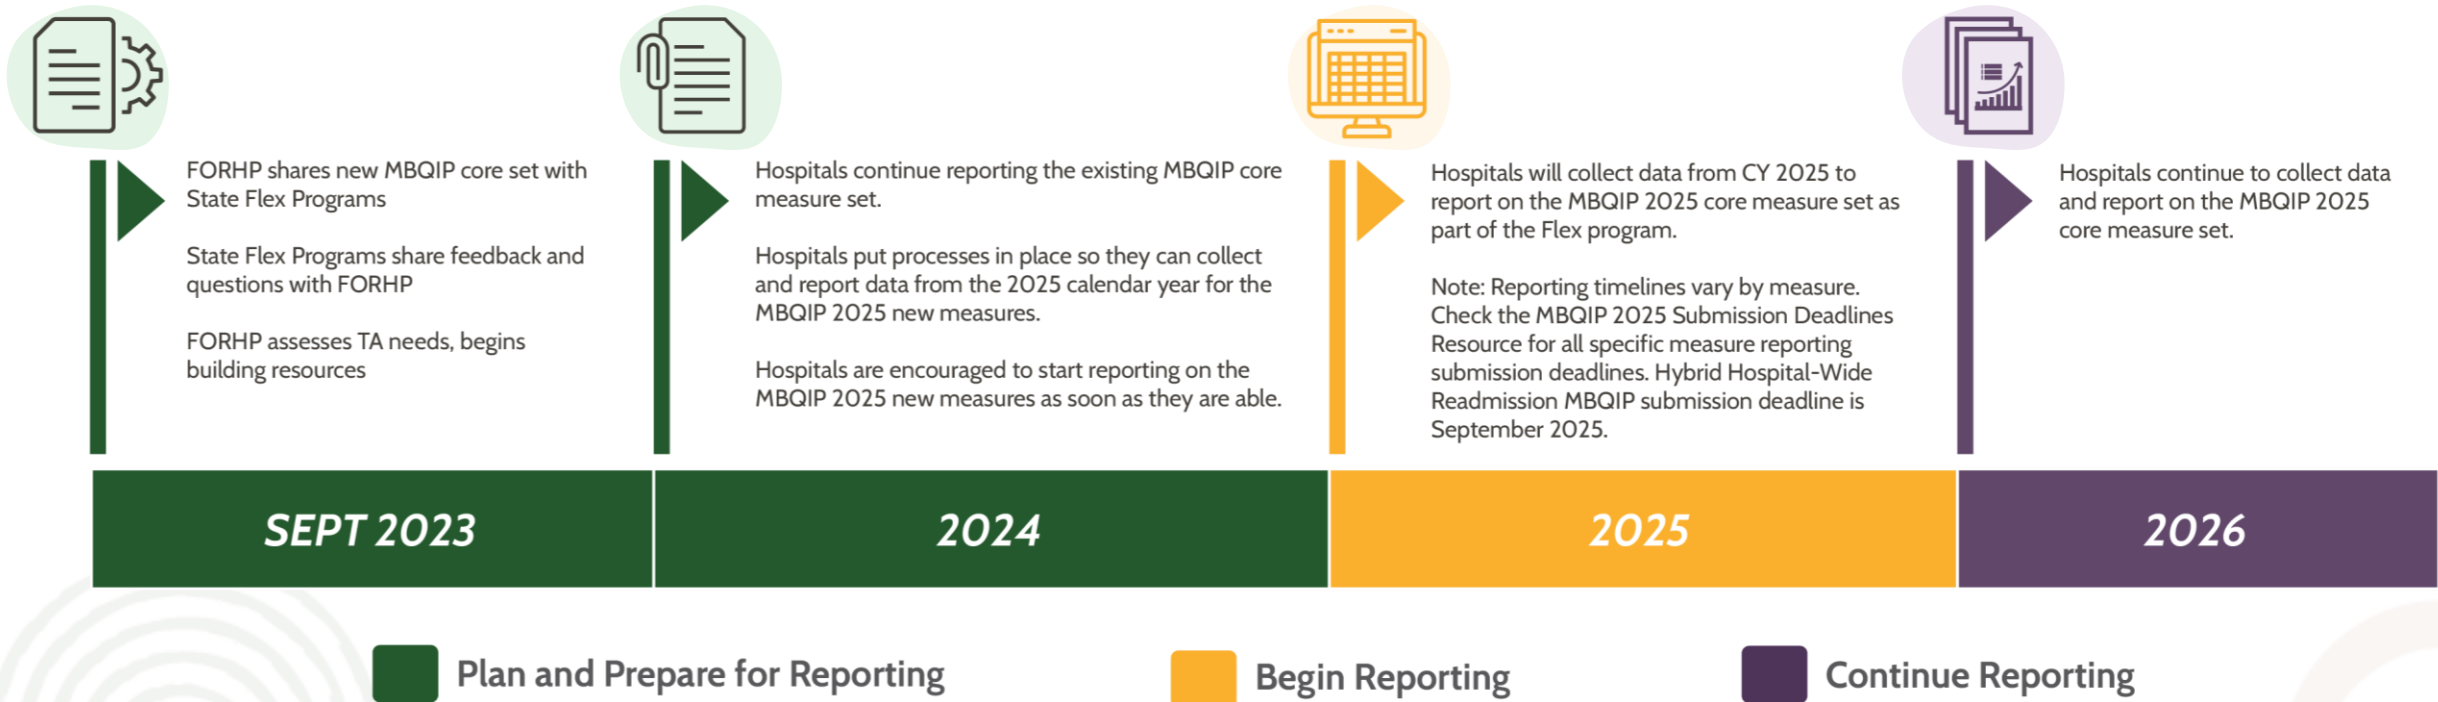 FORHP shares new MBQIP core set with
State Flex Programs
State Flex Programs share feedback and
questions with FORHP
FORHP assesses TA needs, begins
building resources
Hospitals continue reporting the existing MBQIP core
measure set.
Hospitals put processes in place so they can collect
and report data from the 2025 calendar year for the
MBQIP 2025 new measures.
Hospitals are encouraged to start reporting on the
MBQIP 2025 new measures as soon as they are able.
Hospitals will collect data from CY 2025 to
report on the MBQIP 2025 core measure set as
part of the Flex program.
Note: Reporting timelines vary by measure.
Check the MBQIP 2025 Submission Deadlines
Resource for all specific measure reporting
submission deadlines. Hybrid Hospital-Wide
Readmission MBQIP submission deadline is
September 2025.
Hospitals continue to collect data
and report on the MBQIP 2025
core measure set.
SEPT 2023
2024
2025
2026
Plan and Prepare for Reporting
Begin Reporting
Continue Reporting